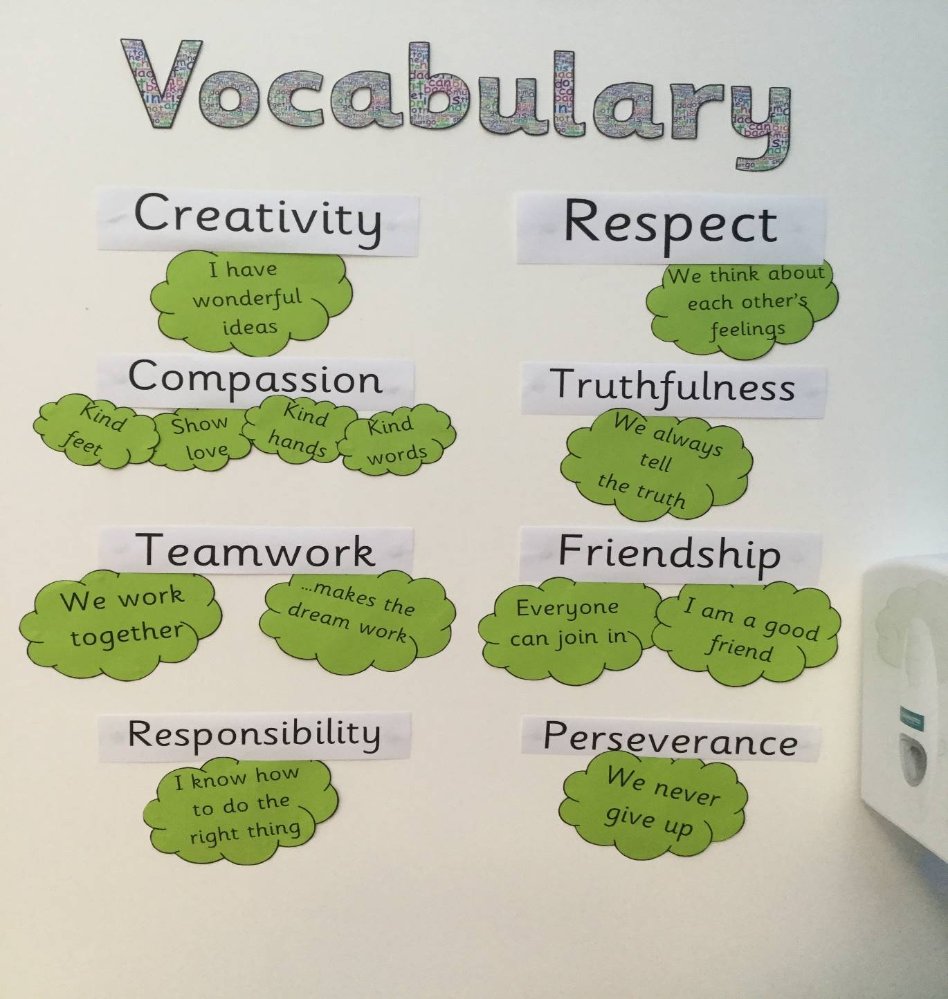 Vocabulary
Creativity
I have
wonderful
ideas
Respect
We think about
each other's
feelings
Compassion
Kind
feet
Show
love
Kind
hands
Kind
words
Truthfulness
We always
tell
the truth
Teamwork
We work
together
...makes the
dream work
Friendship
Everyone
can join in
I am a good
friend
Responsibility
I know how
to do the
right thing
Perseverance
We never
give up